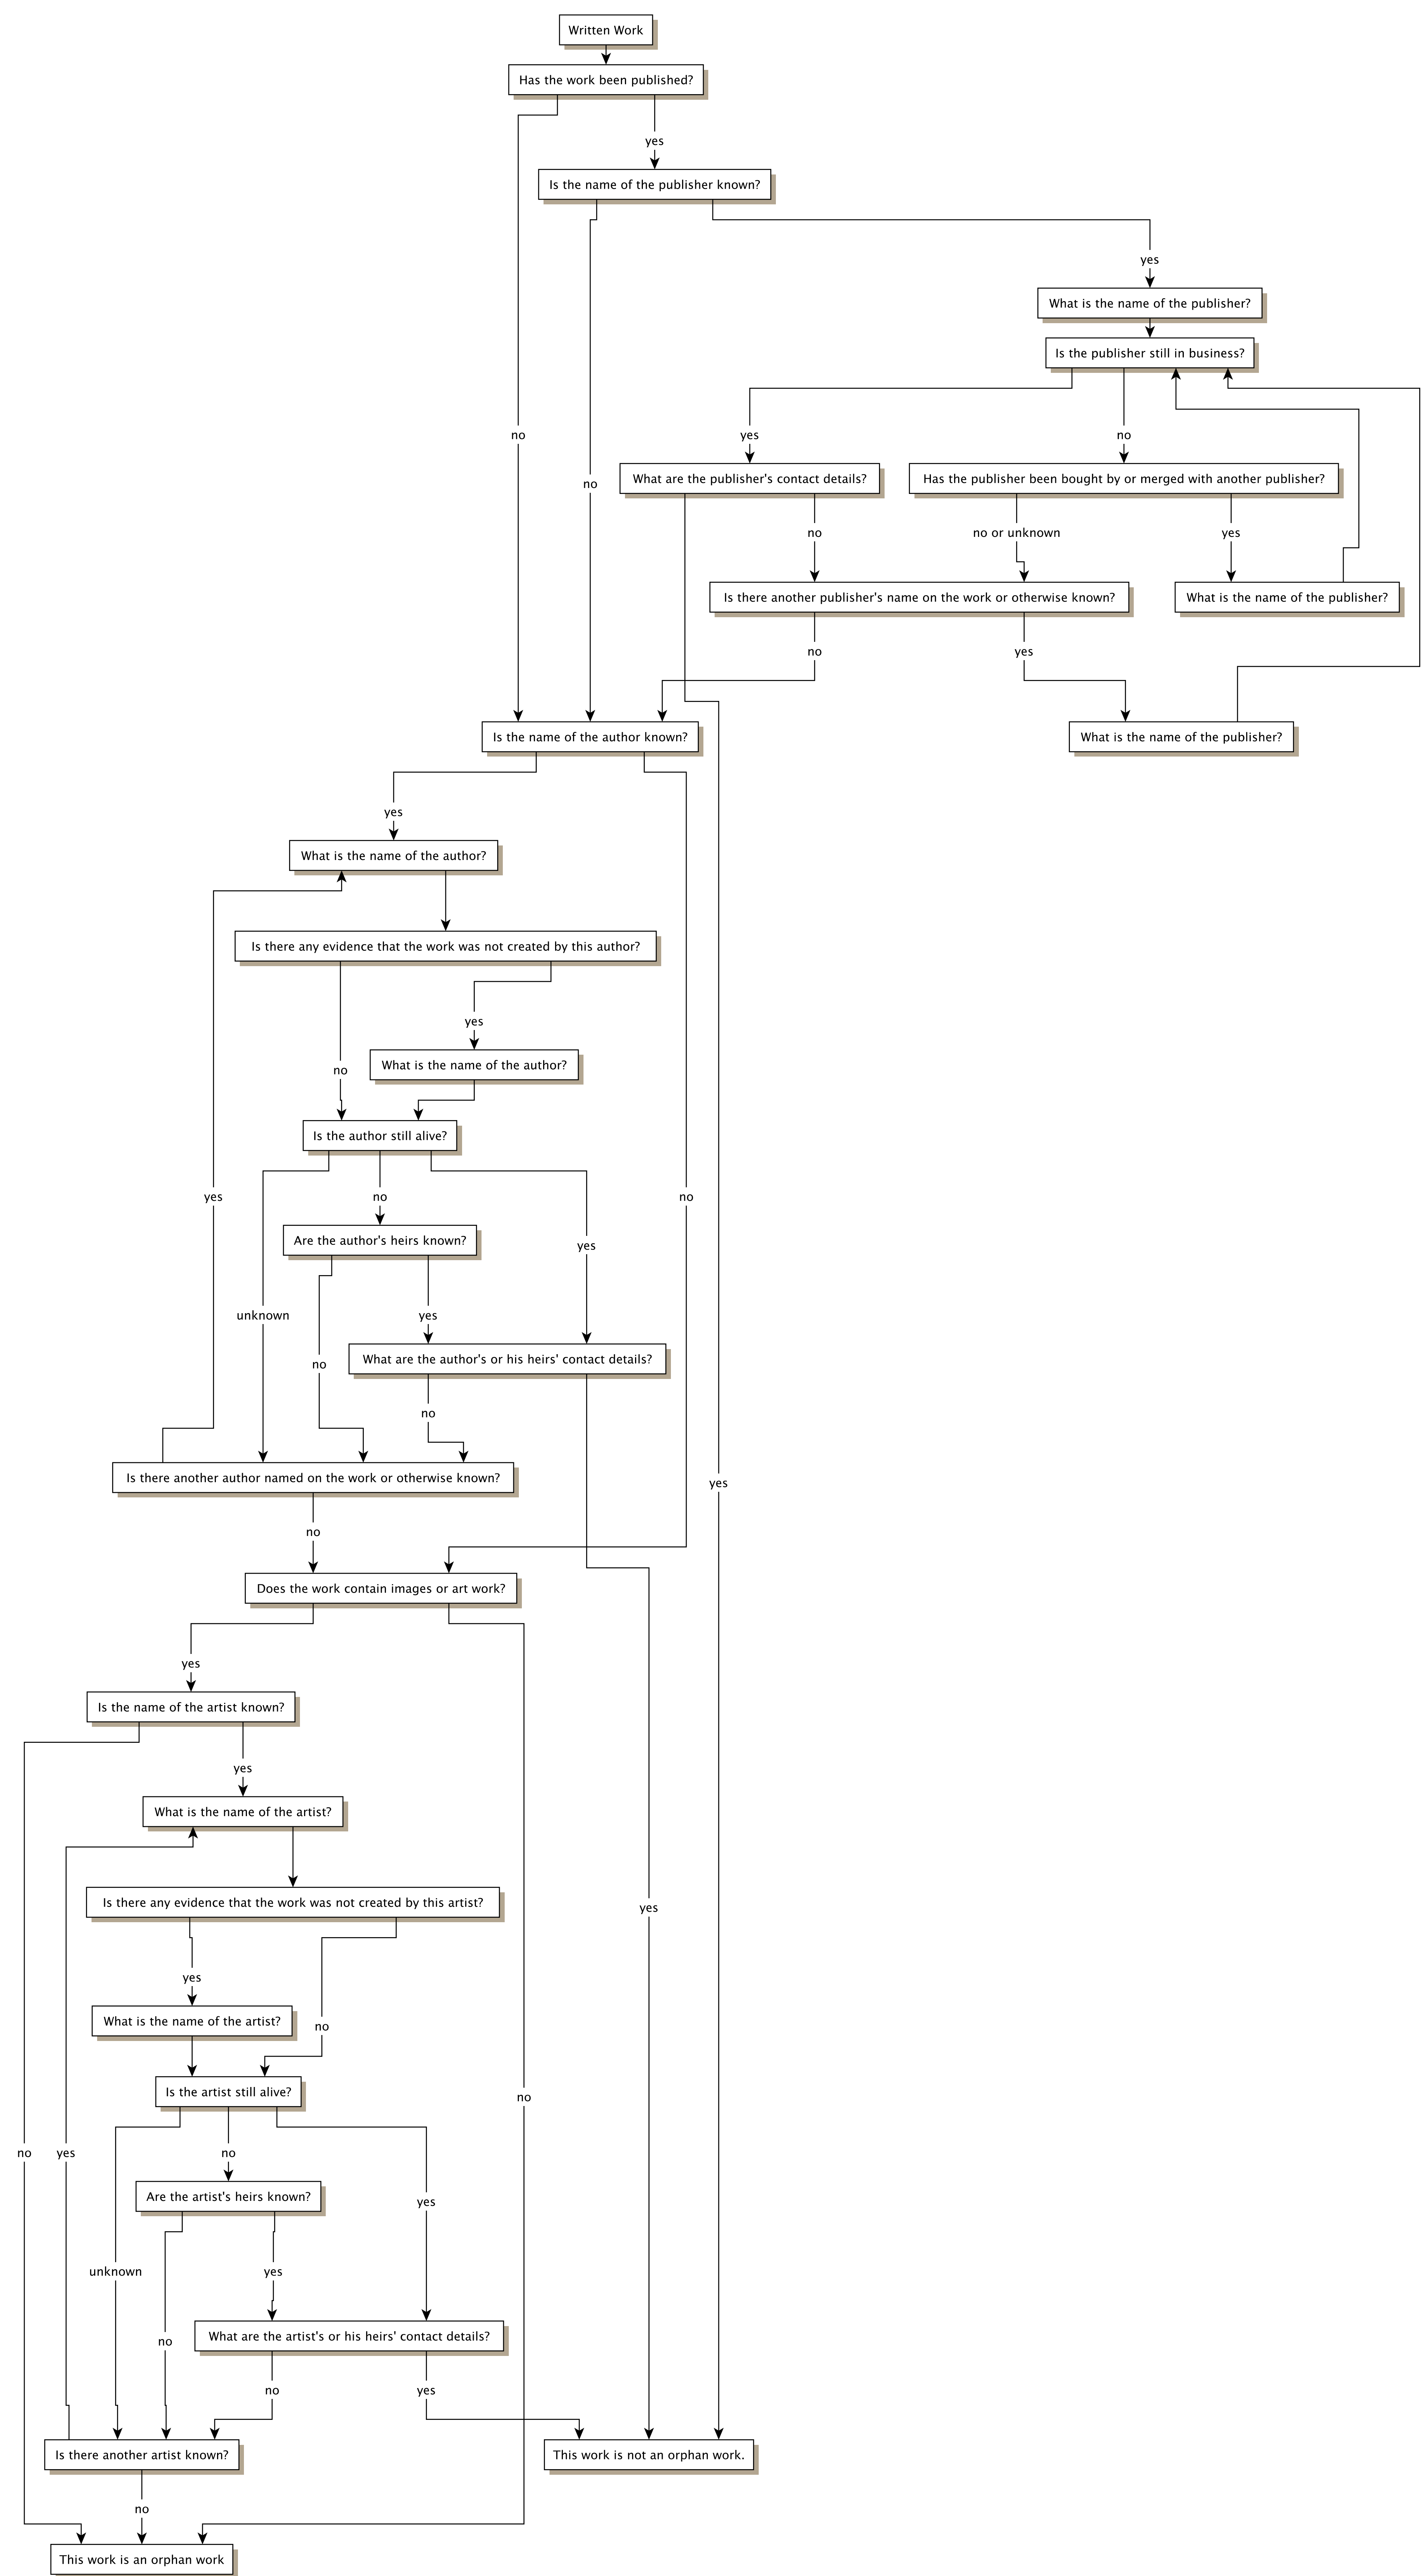 Written Work
Has the work been published?
yes
Is the name of the publisher known?
yes
What is the name of the publisher?
Is the publisher still in business?
no
yes
no
What are the publisher's contact details?
Has the publisher been bought by or merged with another publisher?
no
no
no or unknown
yes
Is there another publisher's name on the work or otherwise known?
What is the name of the publisher?
no
yes
Is the name of the author known?
What is the name of the publisher?
yes
What is the name of the author?
Is there any evidence that the work was not created by this author?
yes
What is the name of the author?
no
Is the author still alive?
yes
no
no
Are the author's heirs known?
yes
unknown
yes
What are the author's or his heirs' contact details?
no
no
Is there another author named on the work or otherwise known?
yes
no
Does the work contain images or art work?
yes
Is the name of the artist known?
yes
What is the name of the artist?
Is there any evidence that the work was not created by this artist?
yes
yes
What is the name of the artist?
no
Is the artist still alive?
no
no
yes
no
Are the artist's heirs known?
yes
unknown
yes
What are the artist's or his heirs' contact details?
no
no
yes
Is there another artist known?
This work is not an orphan work.
no
This work is an orphan work